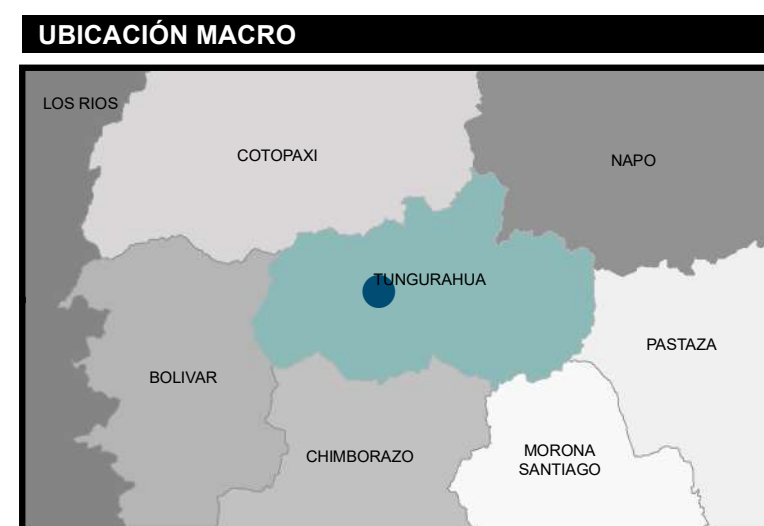 UBICACIÓN MACRO
LOS RIOS
COTOPAXI
NAPO
TUNGURAHUA
PASTAZA
BOLIVAR
CHIMBORAZO
MORONA
SANTIAGO